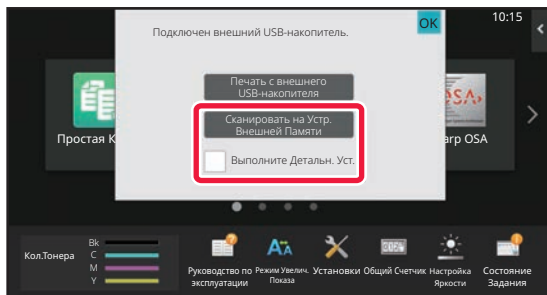 10:15
OK
Подключен внешний USB-накопитель.
Печать с внешнего
USB-накопителя
Сканировать на Устр.
Внешней Памяти
Выполните Детальн. Уст.
Простая К
arp OSA
Кол.Тонера
Bk
C
M
Y
Руководство по
эксплуатации
Режим Увелич.
Показа
Установки
Общий Счетчик
Настройка
Яркости
Состояние
Задания